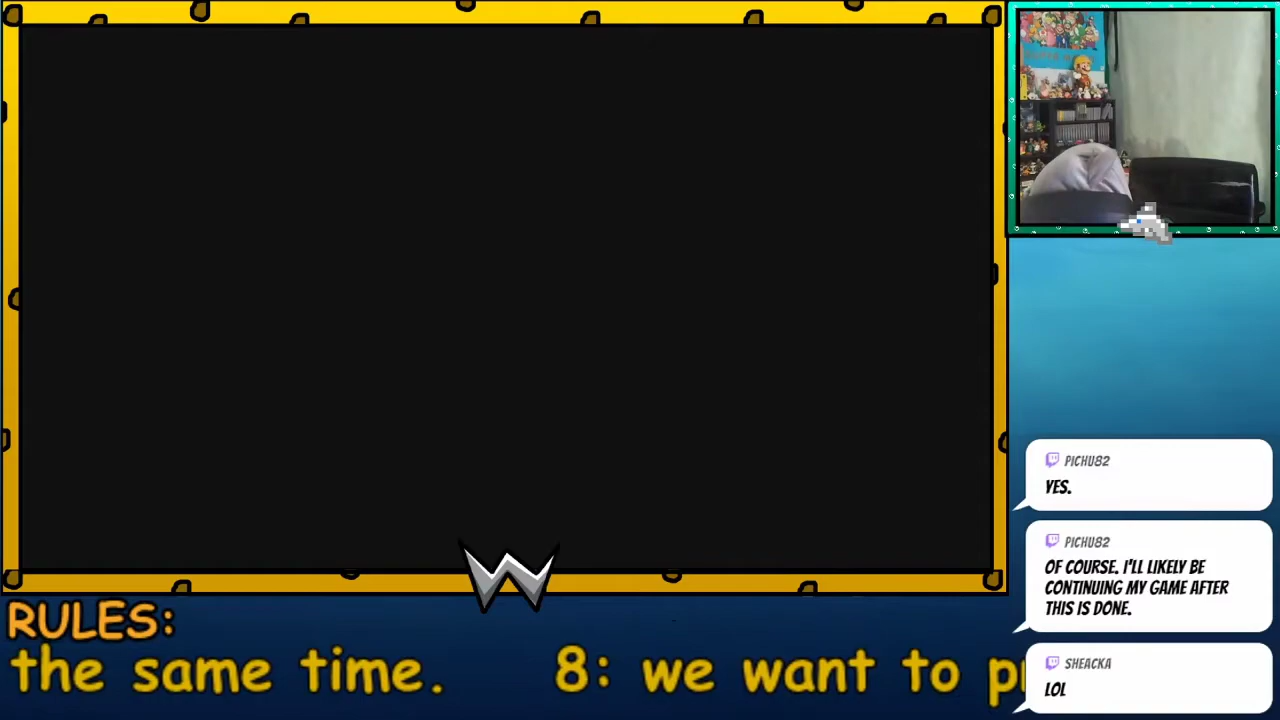 PICHU82
YES.
PICHU82
OF COURSE. I'LL LIKELY BE
CONTINUING MY GAME AFTER
THIS IS DONE.
SHEACKA
LOL
RULES:
the same time. 8: we want to